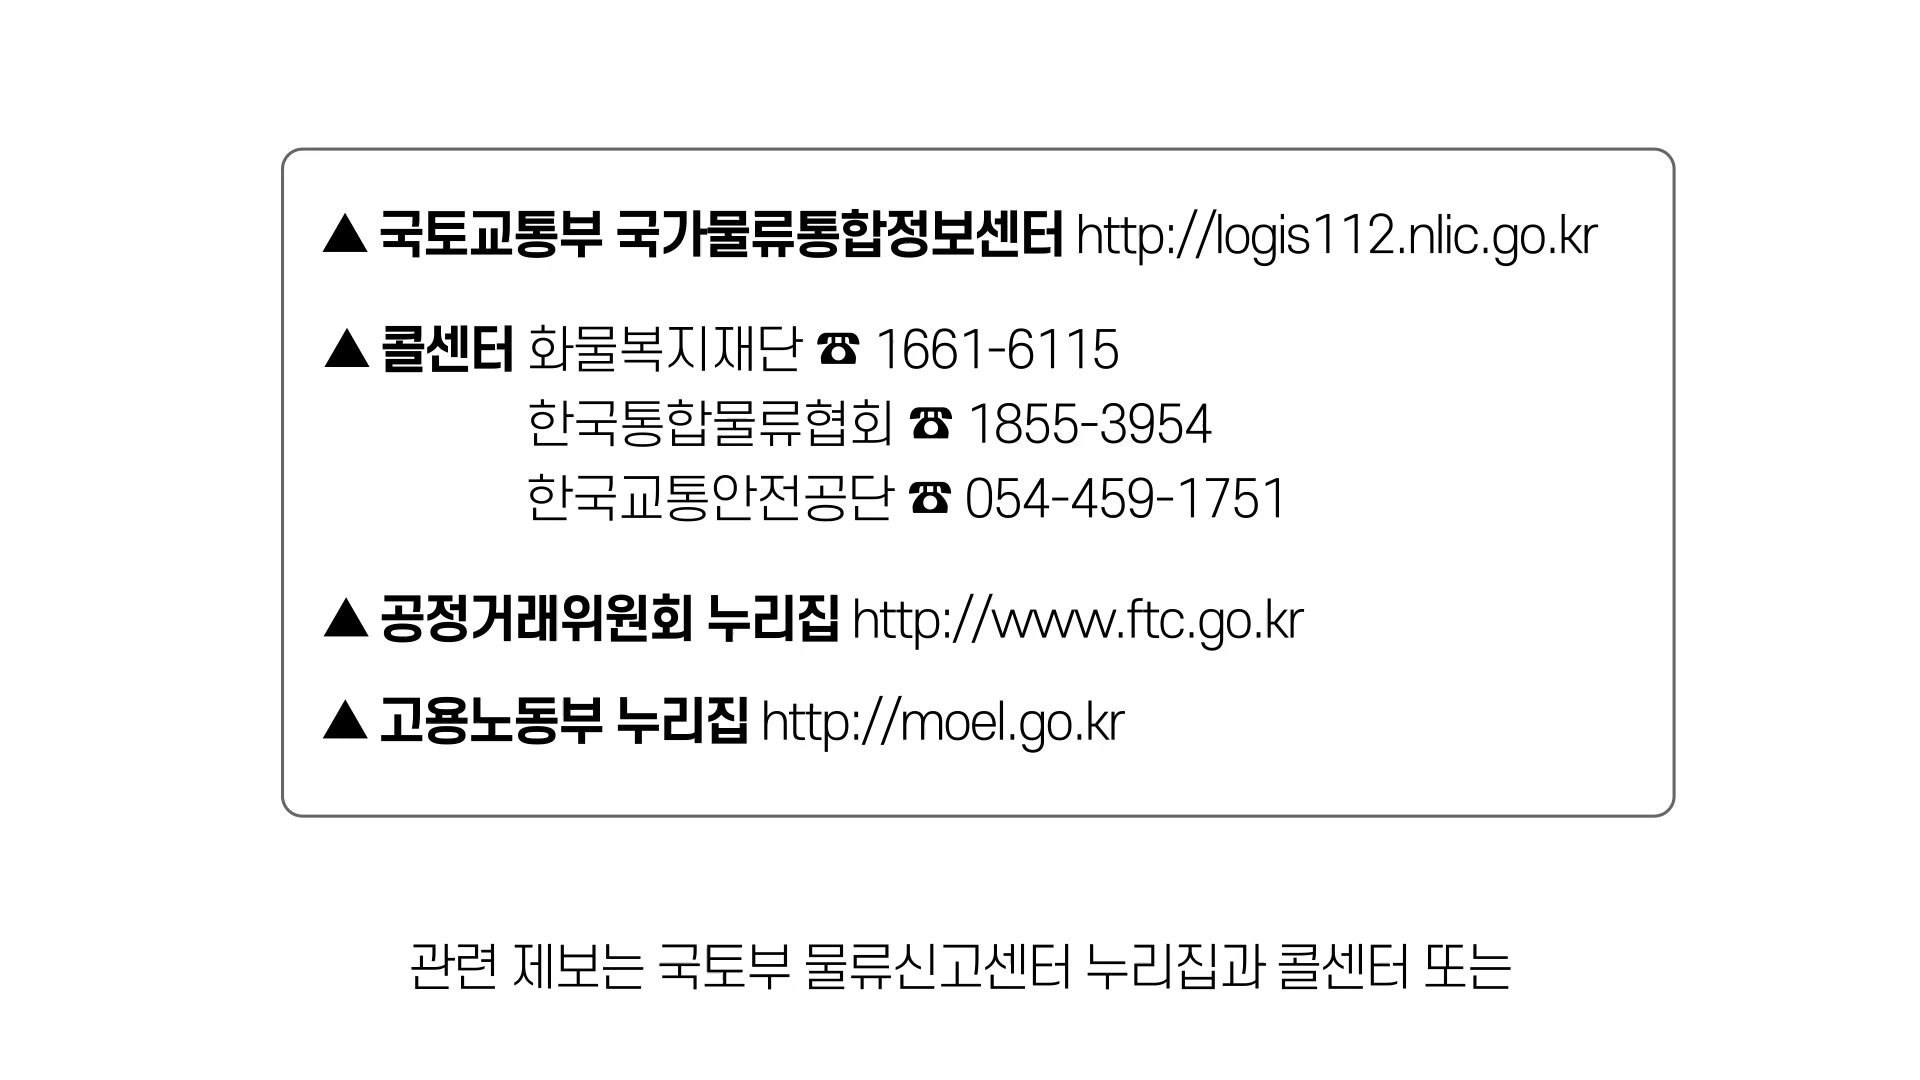 ▲ 국토교통부 국가물류통합정보센터 http://logis112.nlic.go.kr
▲ 콜센터 화물복지재단 ☎ 1661-6115
한국통합물류협회 ☎ 1855-3954
한국교통안전공단 ☎ 054-459-1751
▲ 공정거래위원회 누리집 http://www.ftc.go.kr
▲ 고용노동부 누리집 http://moel.go.kr
관련 제보는 국토부 물류신고센터 누리집과 콜센터 또는